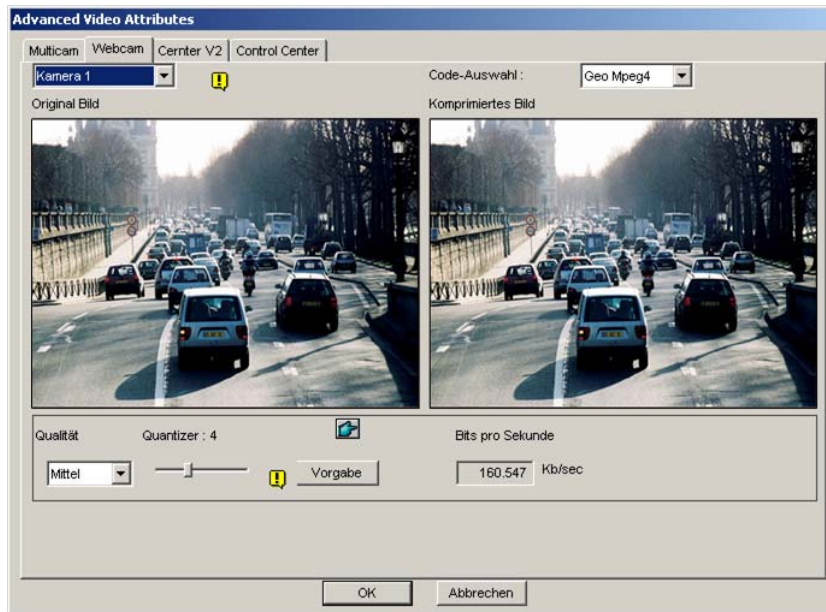 Advanced Video Attributes
Multicam Webcam Cernter V2 Control Center
Kamera 1 Code-Auswahl : Geo Mpeg4
Original Bild Komprimiertes Bild
Qualität Quantizer : 4 Bits pro Sekunde
Mittel Vorgabe 160.547 Kb/sec
OK Abbrechen